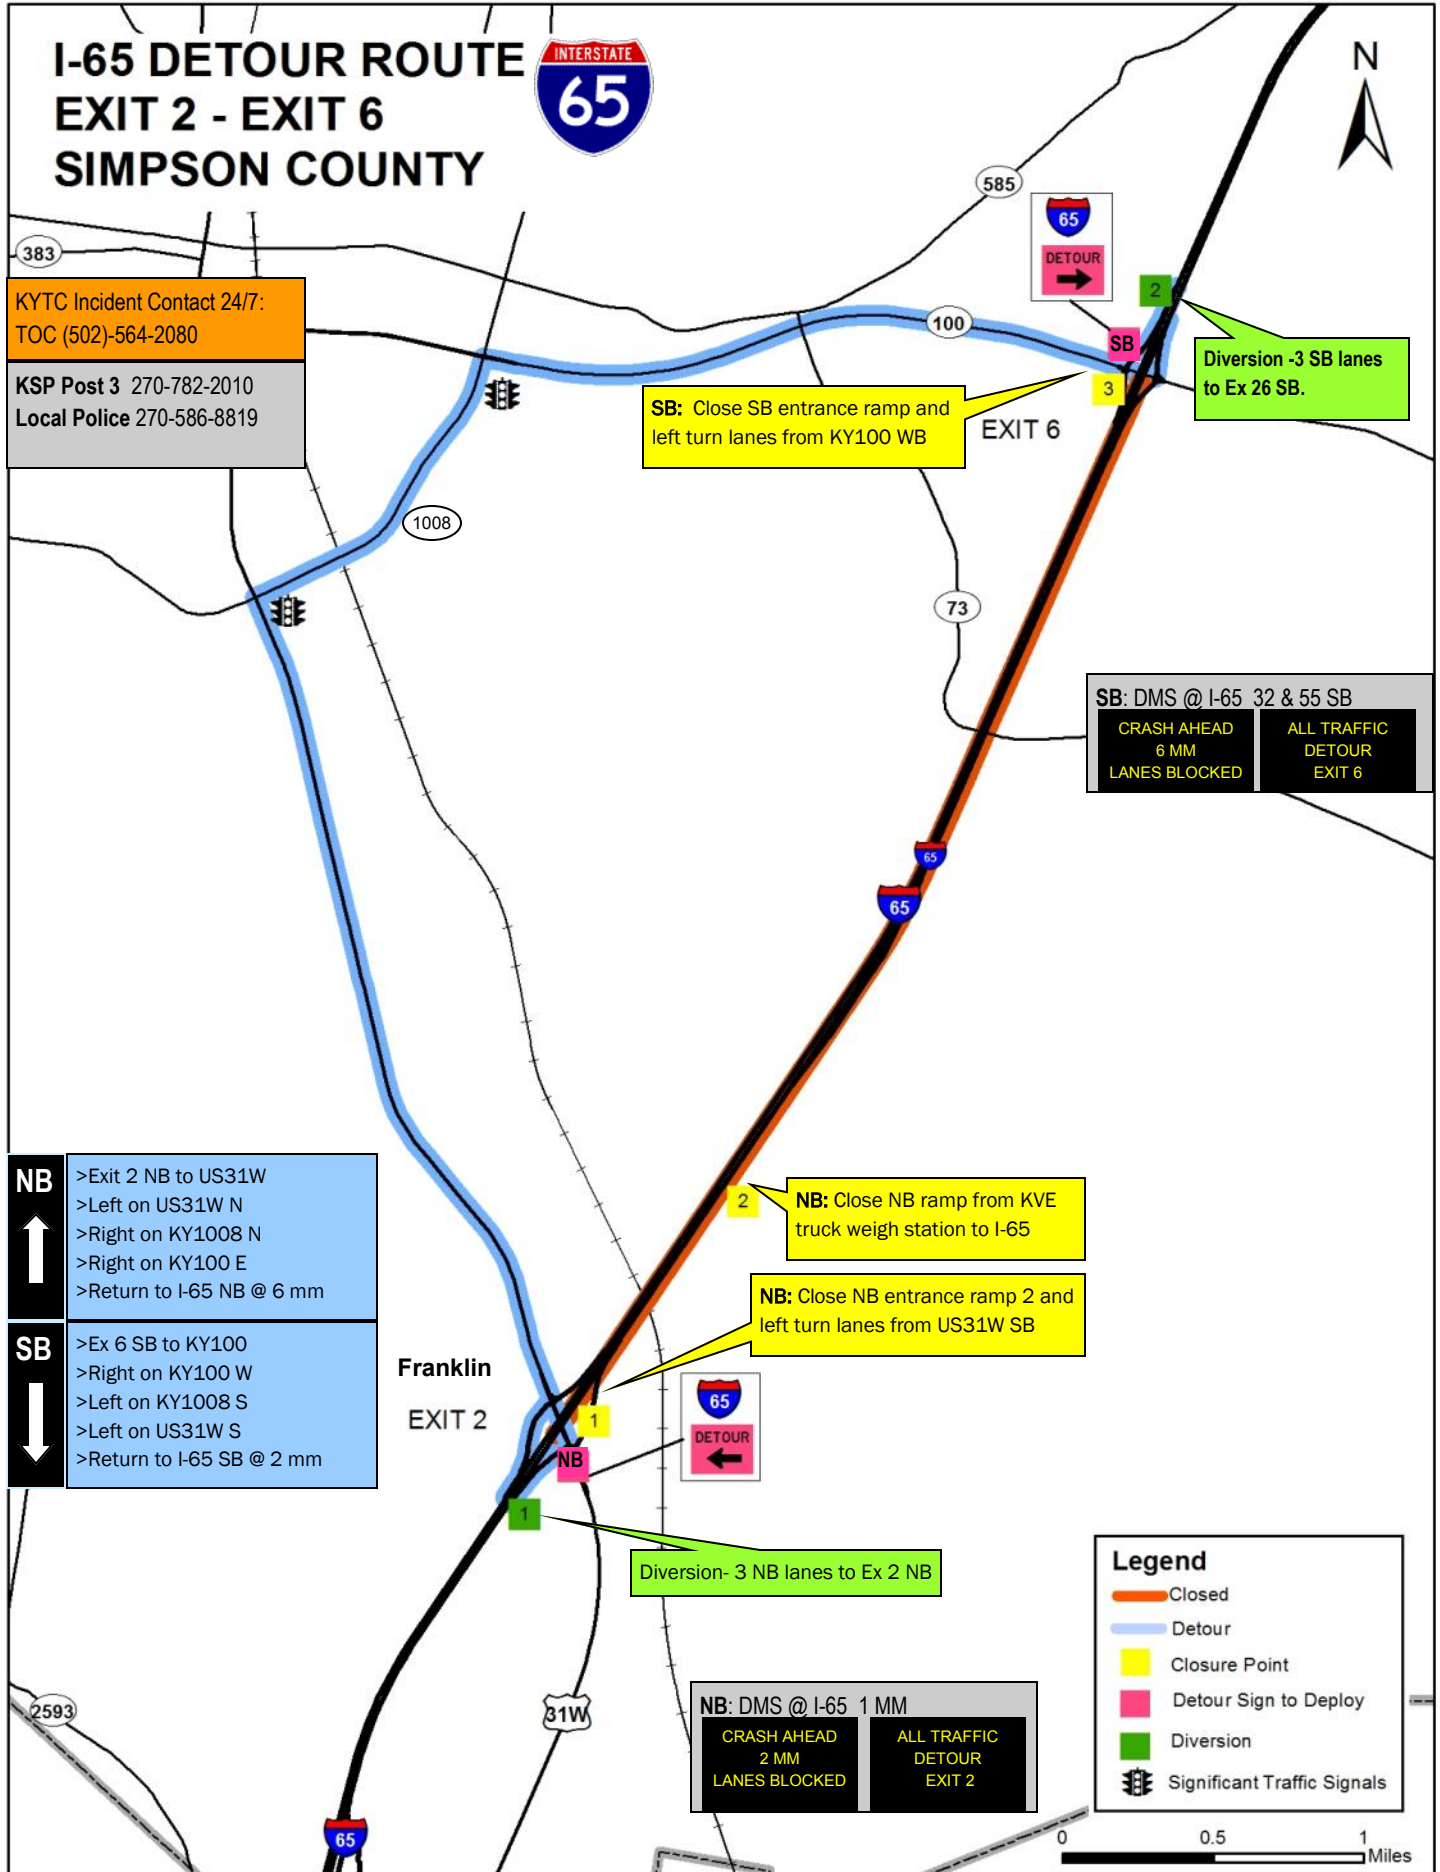 I-65 DETOUR ROUTE
EXIT 2 - EXIT 6
SIMPSON COUNTY
INTERSTATE
65
N
585
383
65
DETOUR
2
KYTC Incident Contact 24/7:
TOC (502)-564-2080
KSP Post 3 270-782-2010
Local Police 270-586-8819
100
SB
3
Diversion -3 SB lanes
to Ex 26 SB.
SB: Close SB entrance ramp and
left turn lanes from KY100 WB
EXIT 6
1008
73
SB: DMS @ I-65 32 & 55 SB
CRASH AHEAD
6 MM
LANES BLOCKED
ALL TRAFFIC
DETOUR
EXIT 6
65
65
NB
>Exit 2 NB to US31W
>Left on US31W N
>Right on KY1008 N
>Right on KY100 E
>Return to I-65 NB @ 6 mm
SB
>Ex 6 SB to KY100
>Right on KY100 W
>Left on KY1008 S
>Left on US31W S
>Return to I-65 SB @ 2 mm
2
NB: Close NB ramp from KVE
truck weigh station to I-65
NB: Close NB entrance ramp 2 and
left turn lanes from US31W SB
Franklin
EXIT 2
1
65
DETOUR
NB
1
Diversion- 3 NB lanes to Ex 2 NB
2593
31W
65
NB: DMS @ I-65 1 MM
CRASH AHEAD
2 MM
LANES BLOCKED
ALL TRAFFIC
DETOUR
EXIT 2
Legend
Closed
Detour
Closure Point
Detour Sign to Deploy
Diversion
Significant Traffic Signals
0 0.5 1
Miles